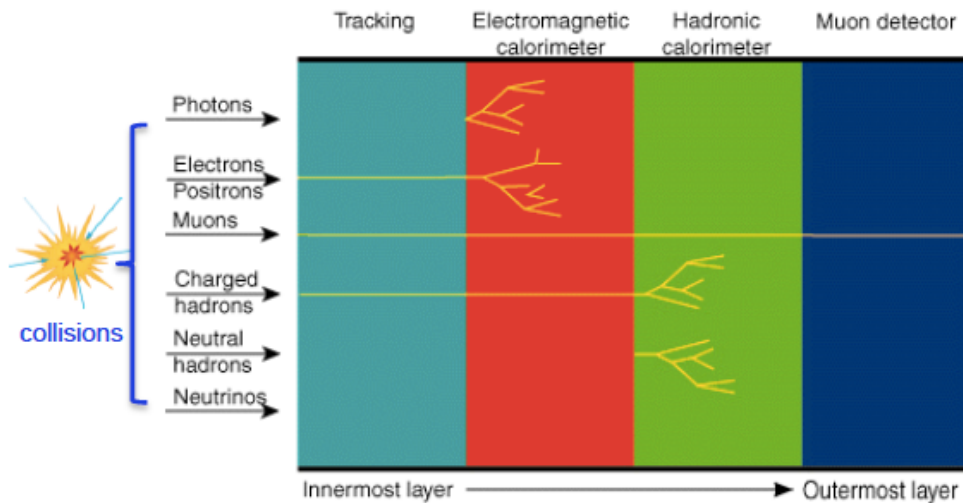 Tracking
Electromagnetic
calorimeter
Hadronic
calorimeter
Muon detector
Photons
Electrons
Positrons
Muons
Charged
hadrons
collisions
Neutral
hadrons
Neutrinos
Innermost layer
Outermost layer